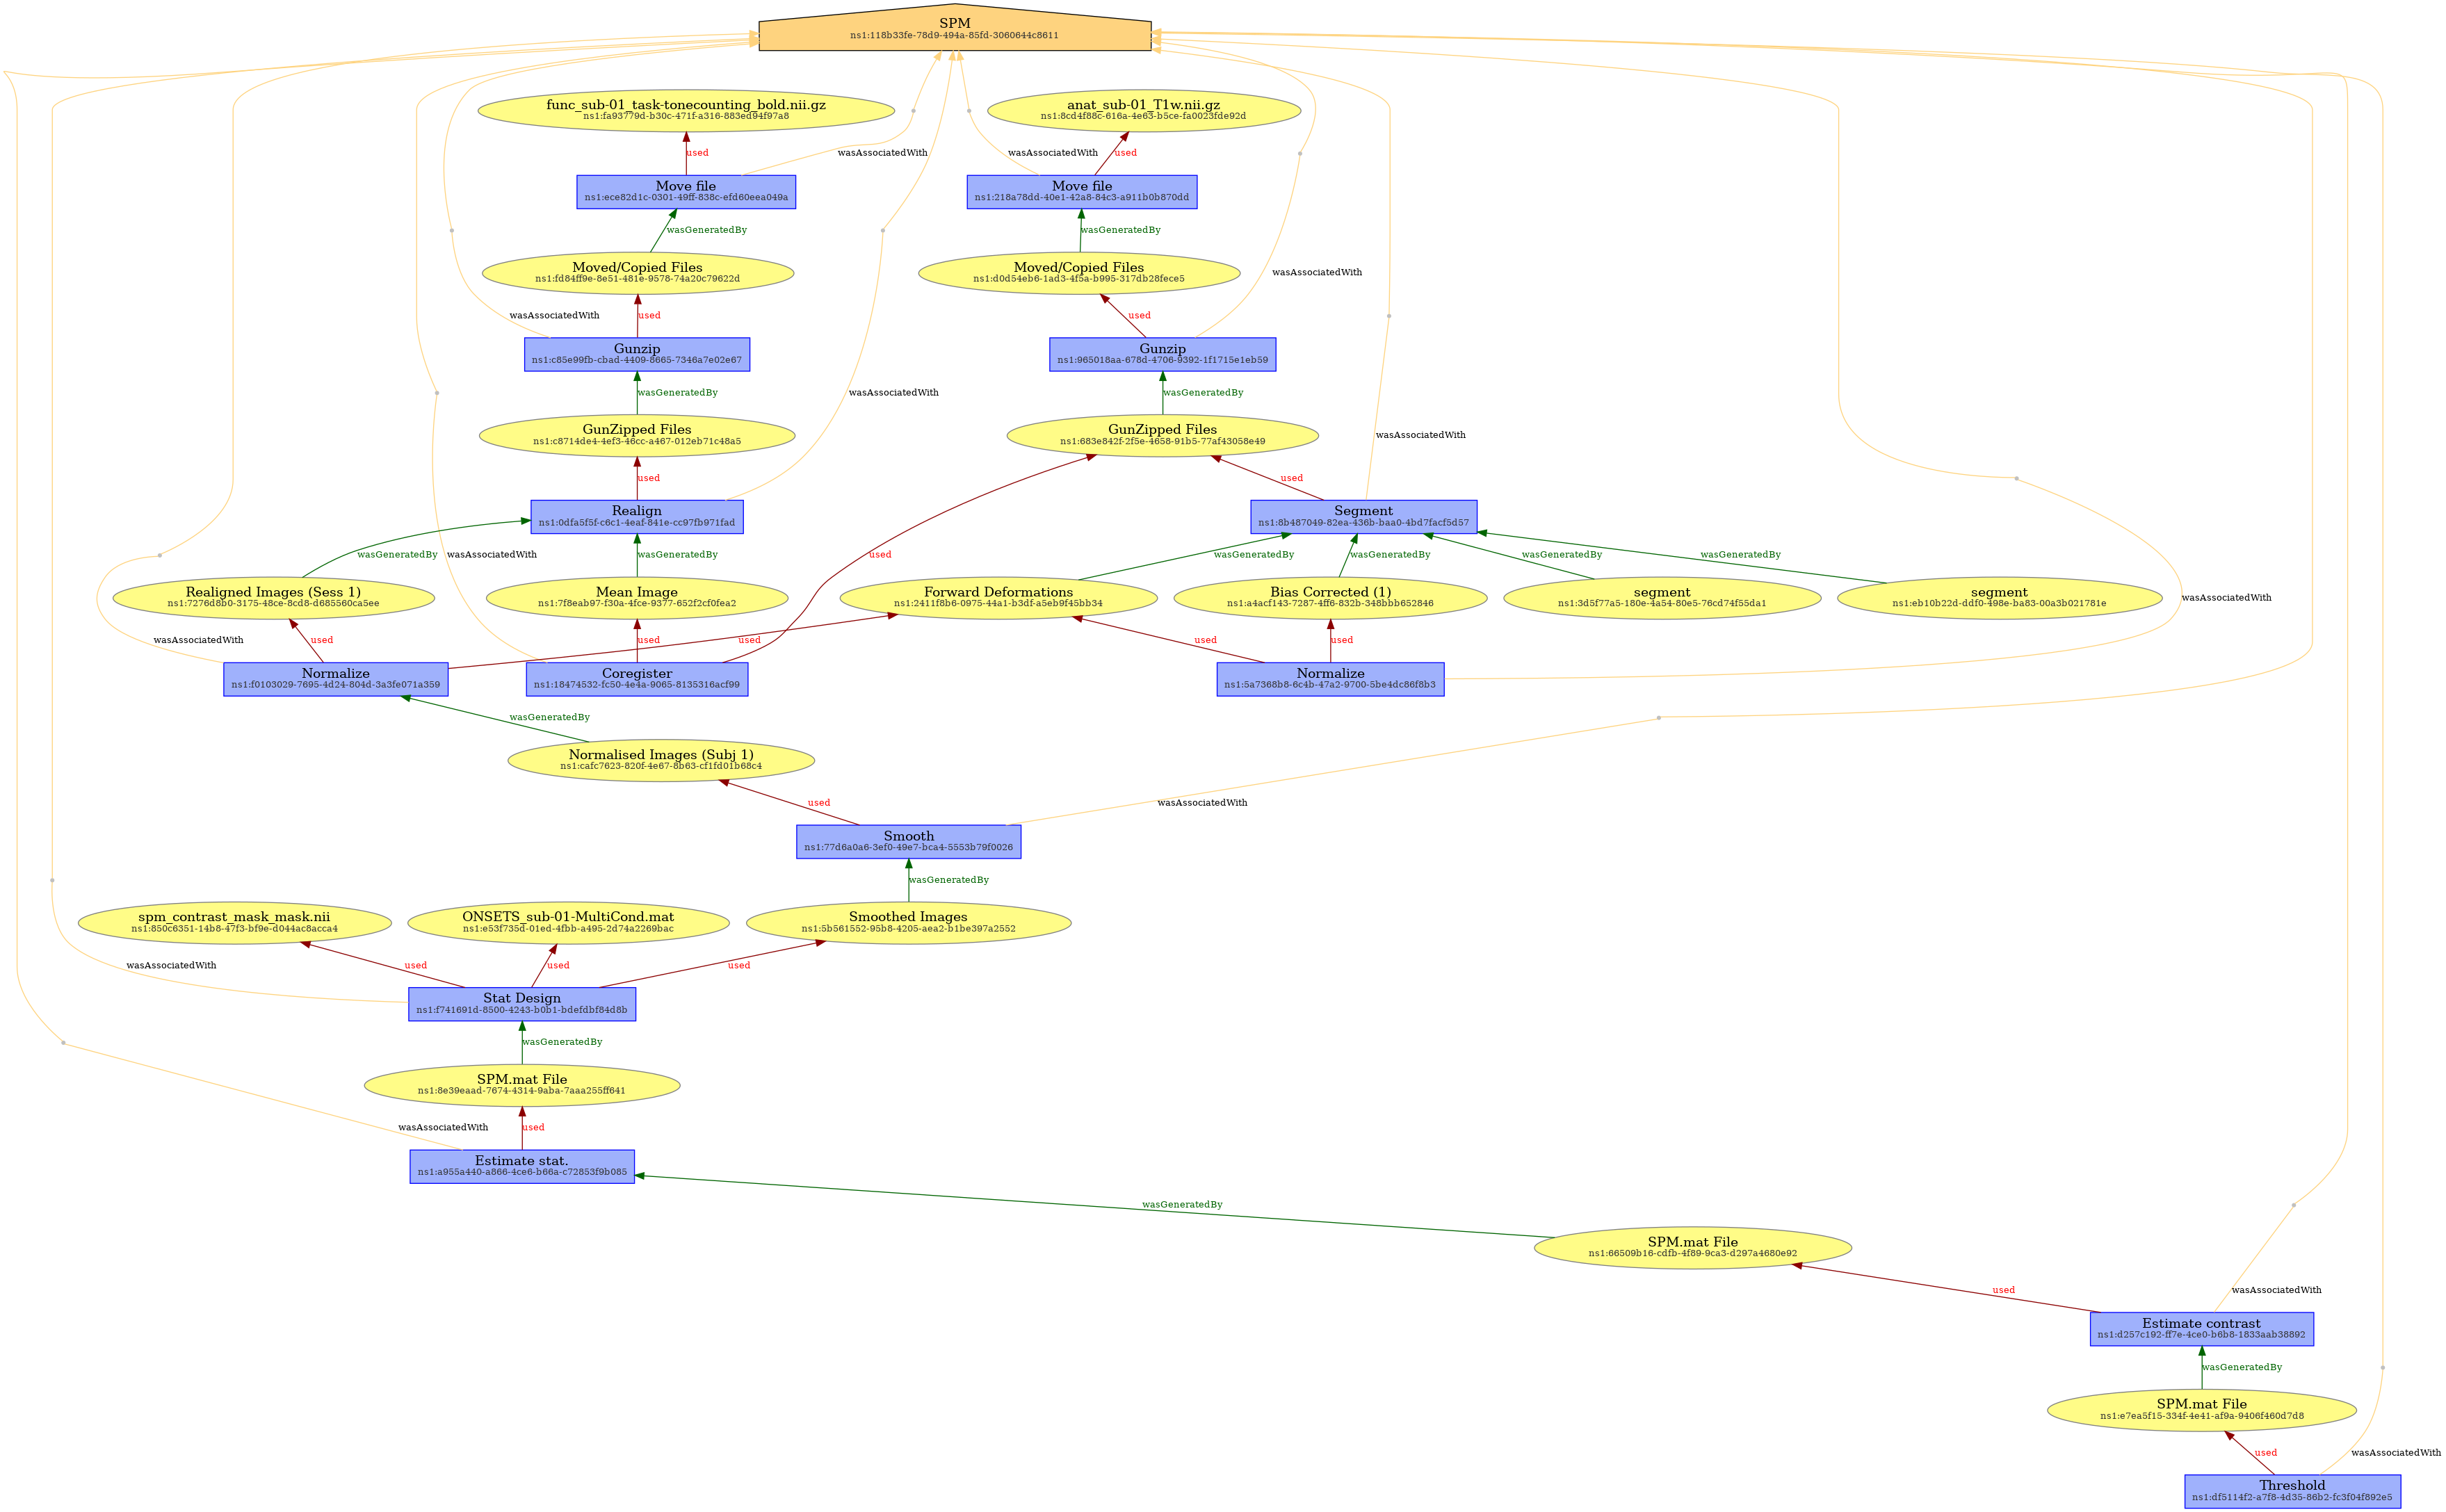 SPM
ns1:118b33fe-78d9-494a-85fd-3060644c8611
func_sub-01_task-tonecounting_bold.nii.gz
ns1:fa93779d-b30c-471f-a316-883ed94f97a8
anat_sub-01_T1w.nii.gz
ns1:8cd4f88c-616a-4e63-b5ce-fa0023fde92d
used
wasAssociatedWith
wasAssociatedWith
used
Move file
ns1:ece82d1c-0301-49ff-838c-efd60eea049a
Move file
ns1:218a78dd-40e1-42a8-84c3-a911b0b870dd
wasGeneratedBy
wasGeneratedBy
Moved/Copied Files
ns1:fd84ff9e-8e51-481e-9578-74a20c79622d
Moved/Copied Files
ns1:d0d54eb6-1ad3-4f5a-b995-317db28fece5
wasAssociatedWith
wasAssociatedWith
used
used
Gunzip
ns1:c85e99fb-cbad-4409-8665-7346a7e02e67
Gunzip
ns1:965018aa-678d-4706-9392-1f1715e1eb59
wasGeneratedBy
wasAssociatedWith
wasGeneratedBy
GunZipped Files
ns1:c8714de4-4ef3-46cc-a467-012eb71c48a5
GunZipped Files
ns1:683e842f-2f5e-4658-91b5-77af43058e49
wasAssociatedWith
used
used
Realign
ns1:0dfa5f5f-c6c1-4eaf-841e-cc97fb971fad
Segment
ns1:8b487049-82ea-436b-baa0-4bd7facf5d57
wasGeneratedBy
wasAssociatedWith
wasGeneratedBy
used
wasGeneratedBy
wasGeneratedBy
wasGeneratedBy
wasGeneratedBy
Realigned Images (Sess 1)
ns1:7276d8b0-3175-48ce-8cd8-d685560ca5ee
Mean Image
ns1:7f8eab97-f30a-4fce-9377-652f2cf0fea2
Forward Deformations
ns1:2411f8b6-0975-44a1-b3df-a5eb9f45bb34
Bias Corrected (1)
ns1:a4acf143-7287-4ff6-832b-348bbb652846
segment
ns1:3d5f77a5-180e-4a54-80e5-76cd74f55da1
segment
ns1:eb10b22d-ddf0-498e-ba83-00a3b021781e
wasAssociatedWith
wasAssociatedWith
used
used
used
used
used
Normalize
ns1:f0103029-7695-4d24-804d-3a3fe071a359
Coregister
ns1:18474532-fc50-4e4a-9065-8135316acf99
Normalize
ns1:5a7368b8-6c4b-47a2-9700-5be4dc86f8b3
wasGeneratedBy
Normalised Images (Subj 1)
ns1:cafc7623-820f-4e67-8b63-cf1fd01b68c4
used
wasAssociatedWith
Smooth
ns1:77d6a0a6-3ef0-49e7-bca4-5553b79f0026
wasGeneratedBy
spm_contrast_mask_mask.nii
ns1:850c6351-14b8-47f3-bf9e-d044ac8acca4
ONSETS_sub-01-MultiCond.mat
ns1:e53f735d-01ed-4fbb-a495-2d74a2269bac
Smoothed Images
ns1:5b561552-95b8-4205-aea2-b1be397a2552
wasAssociatedWith
used
used
used
Stat Design
ns1:f741691d-8500-4243-b0b1-bdefdbf84d8b
wasGeneratedBy
SPM.mat File
ns1:8e39eaad-7674-4314-9aba-7aaa255ff641
wasAssociatedWith
used
Estimate stat.
ns1:a955a440-a866-4ce6-b66a-c72853f9b085
wasGeneratedBy
SPM.mat File
ns1:66509b16-cdfb-4f89-9ca3-d297a4680e92
used
wasAssociatedWith
Estimate contrast
ns1:d257c192-ff7e-4ce0-b6b8-1833aab38892
wasGeneratedBy
SPM.mat File
ns1:e7ea5f15-334f-4e41-af9a-9406f460d7d8
used
wasAssociatedWith
Threshold
ns1:df5114f2-a7f8-4d35-86b2-fc3f04f892e5